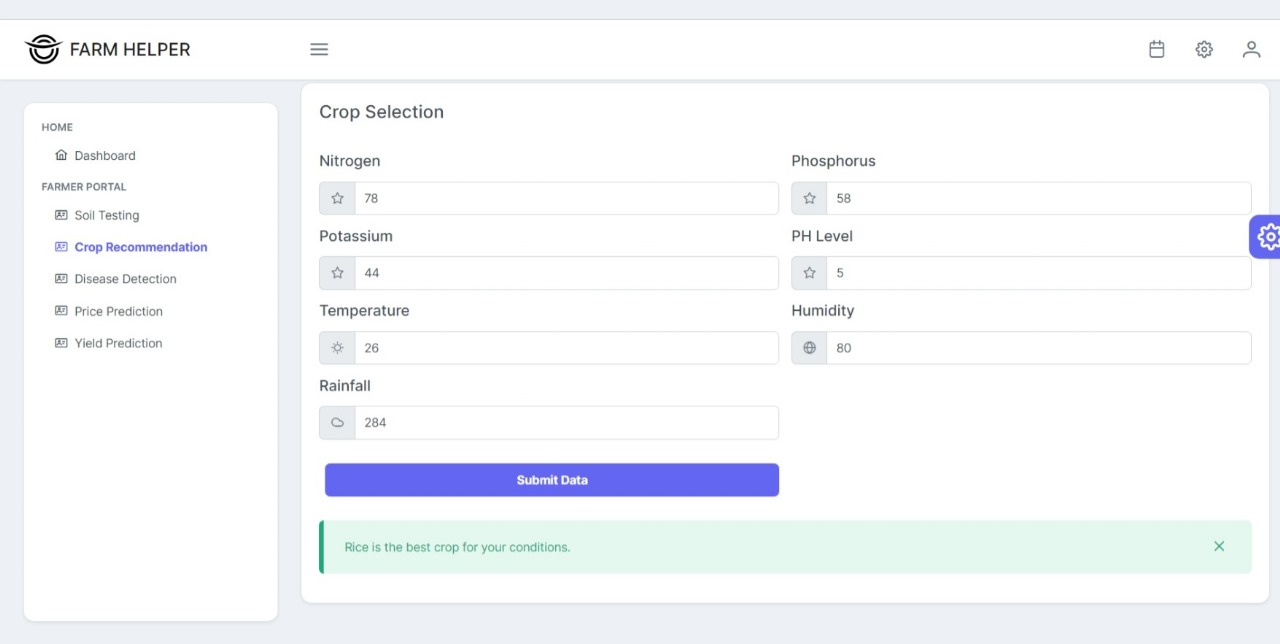 FARM HELPER
HOME
Dashboard
FARMER PORTAL
Soil Testing
Crop Recommendation
Disease Detection
Price Prediction
Yield Prediction
Crop Selection
Nitrogen
78
Phosphorus
58
Potassium
44
PH Level
5
Temperature
26
Humidity
80
Rainfall
284
Submit Data
Rice is the best crop for your conditions.